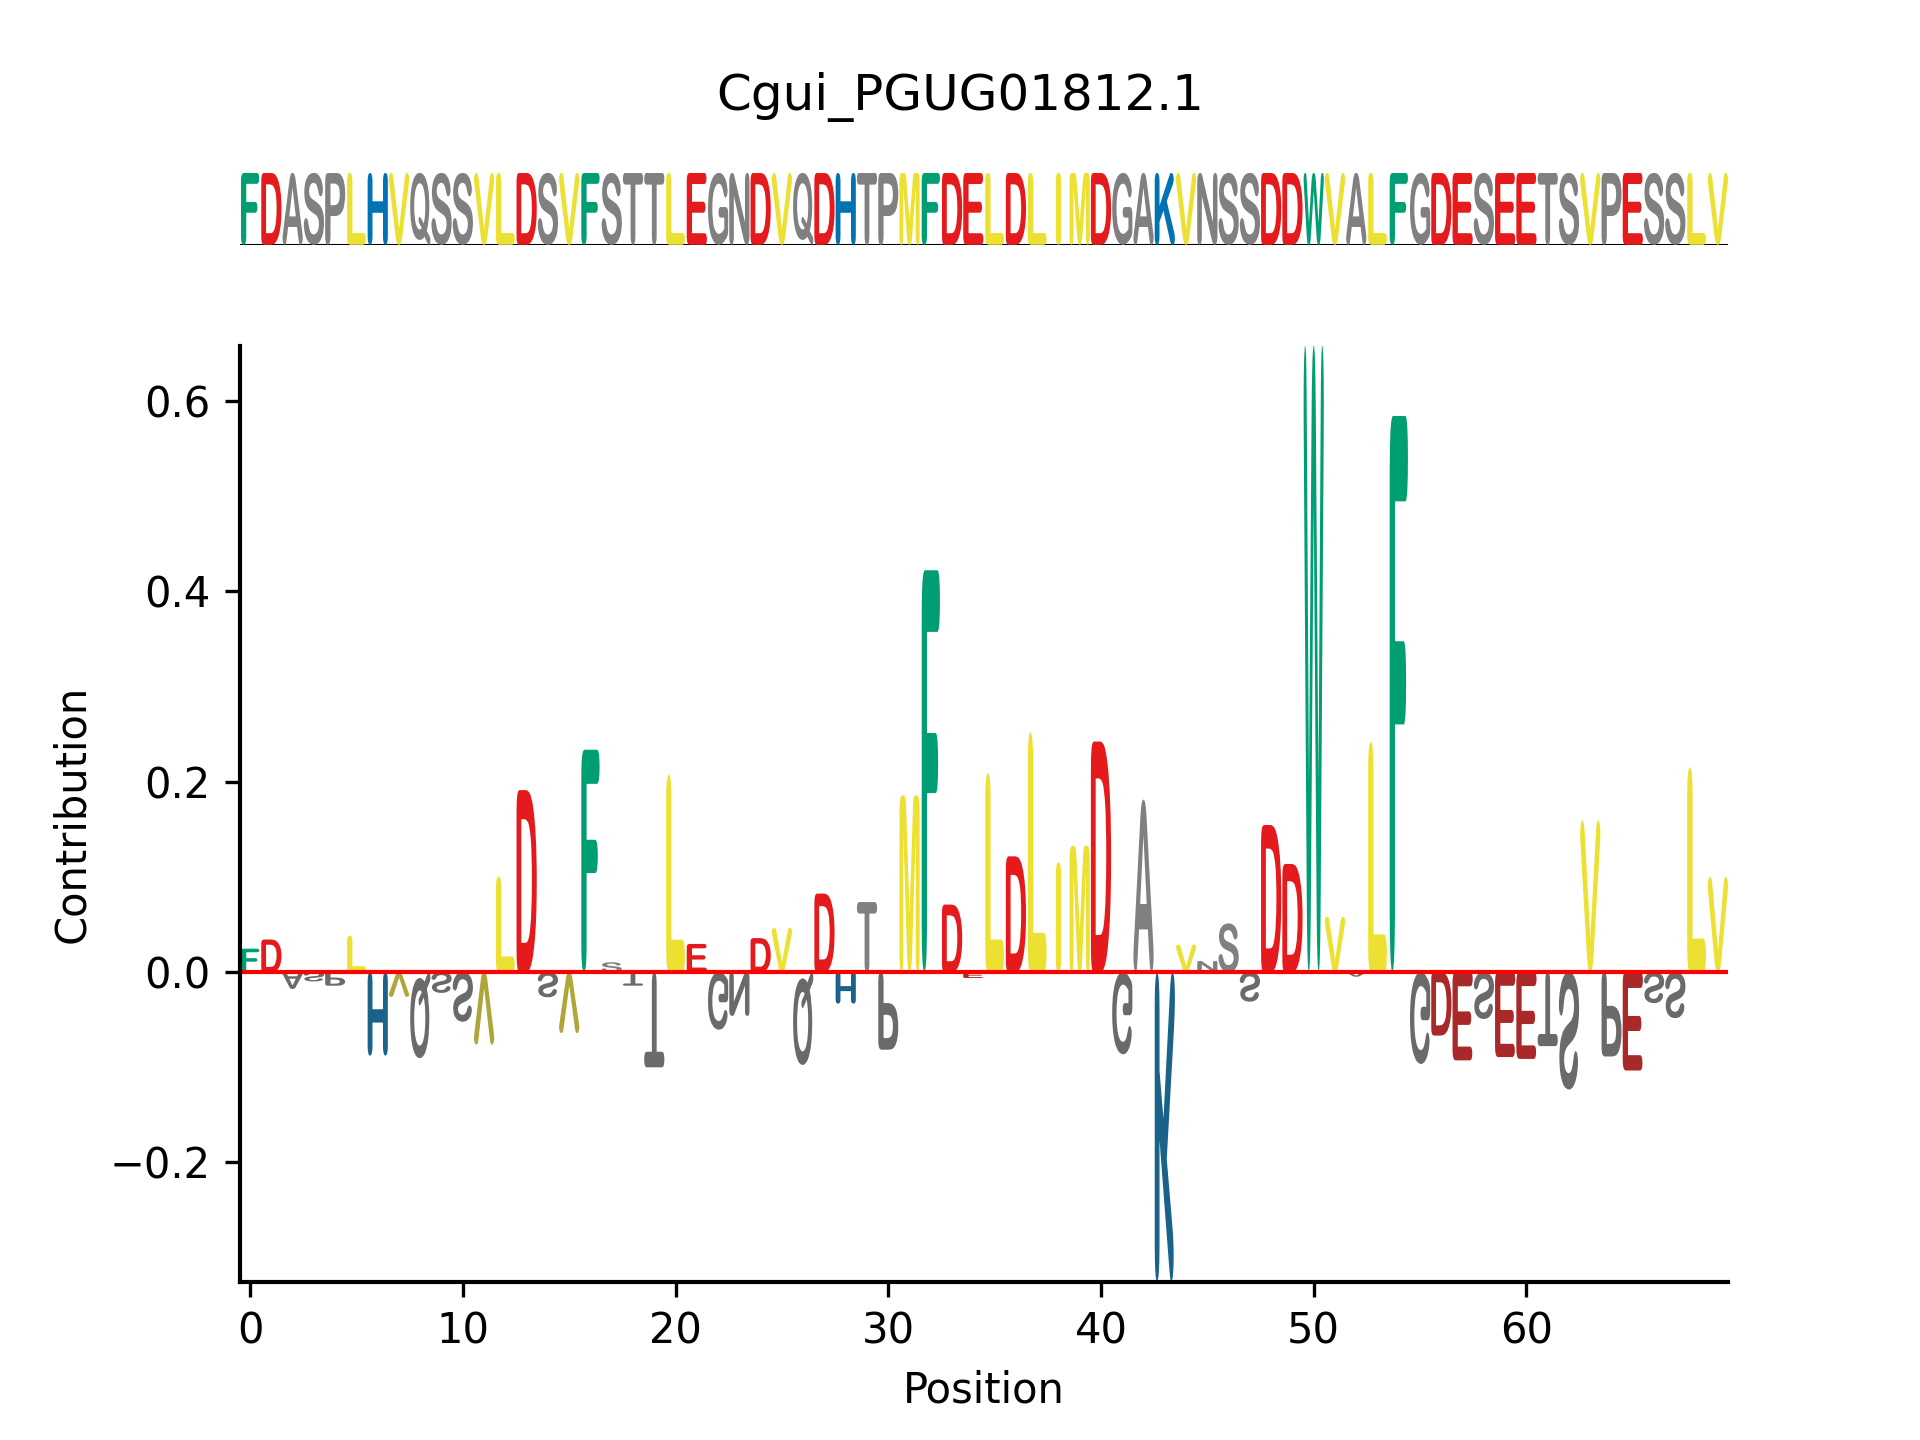 Cgui_PGUG01812.1
FDASPLHVQSSVLDSVFSTTLEGNDVQDHTPMFDELDLIMDGAKVNSSDDWVALFGDESEETSVPESSLV
0.6
0.4
0.2
0.0
−0.2
Contribution
FDASPLHVQSSVLDSVFSTTLEGNDVQDHTPMFDELDLIMDGAKVNSSDDWVALFGDESEETSVPESSLV
0 10 20 30 40 50 60
Position